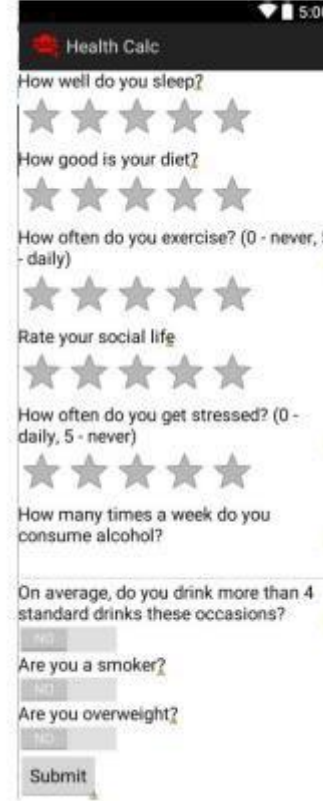 5:00
Health Calc
How well do you sleep?
How good is your diet?
How often do you exercise? (0 - never, 5
- daily)
Rate your social life
How often do you get stressed? (0 -
daily, 5 - never)
How many times a week do you
consume alcohol?
On average, do you drink more than 4
standard drinks these occasions?
NO
Are you a smoker?
NO
Are you overweight?
NO
Submit